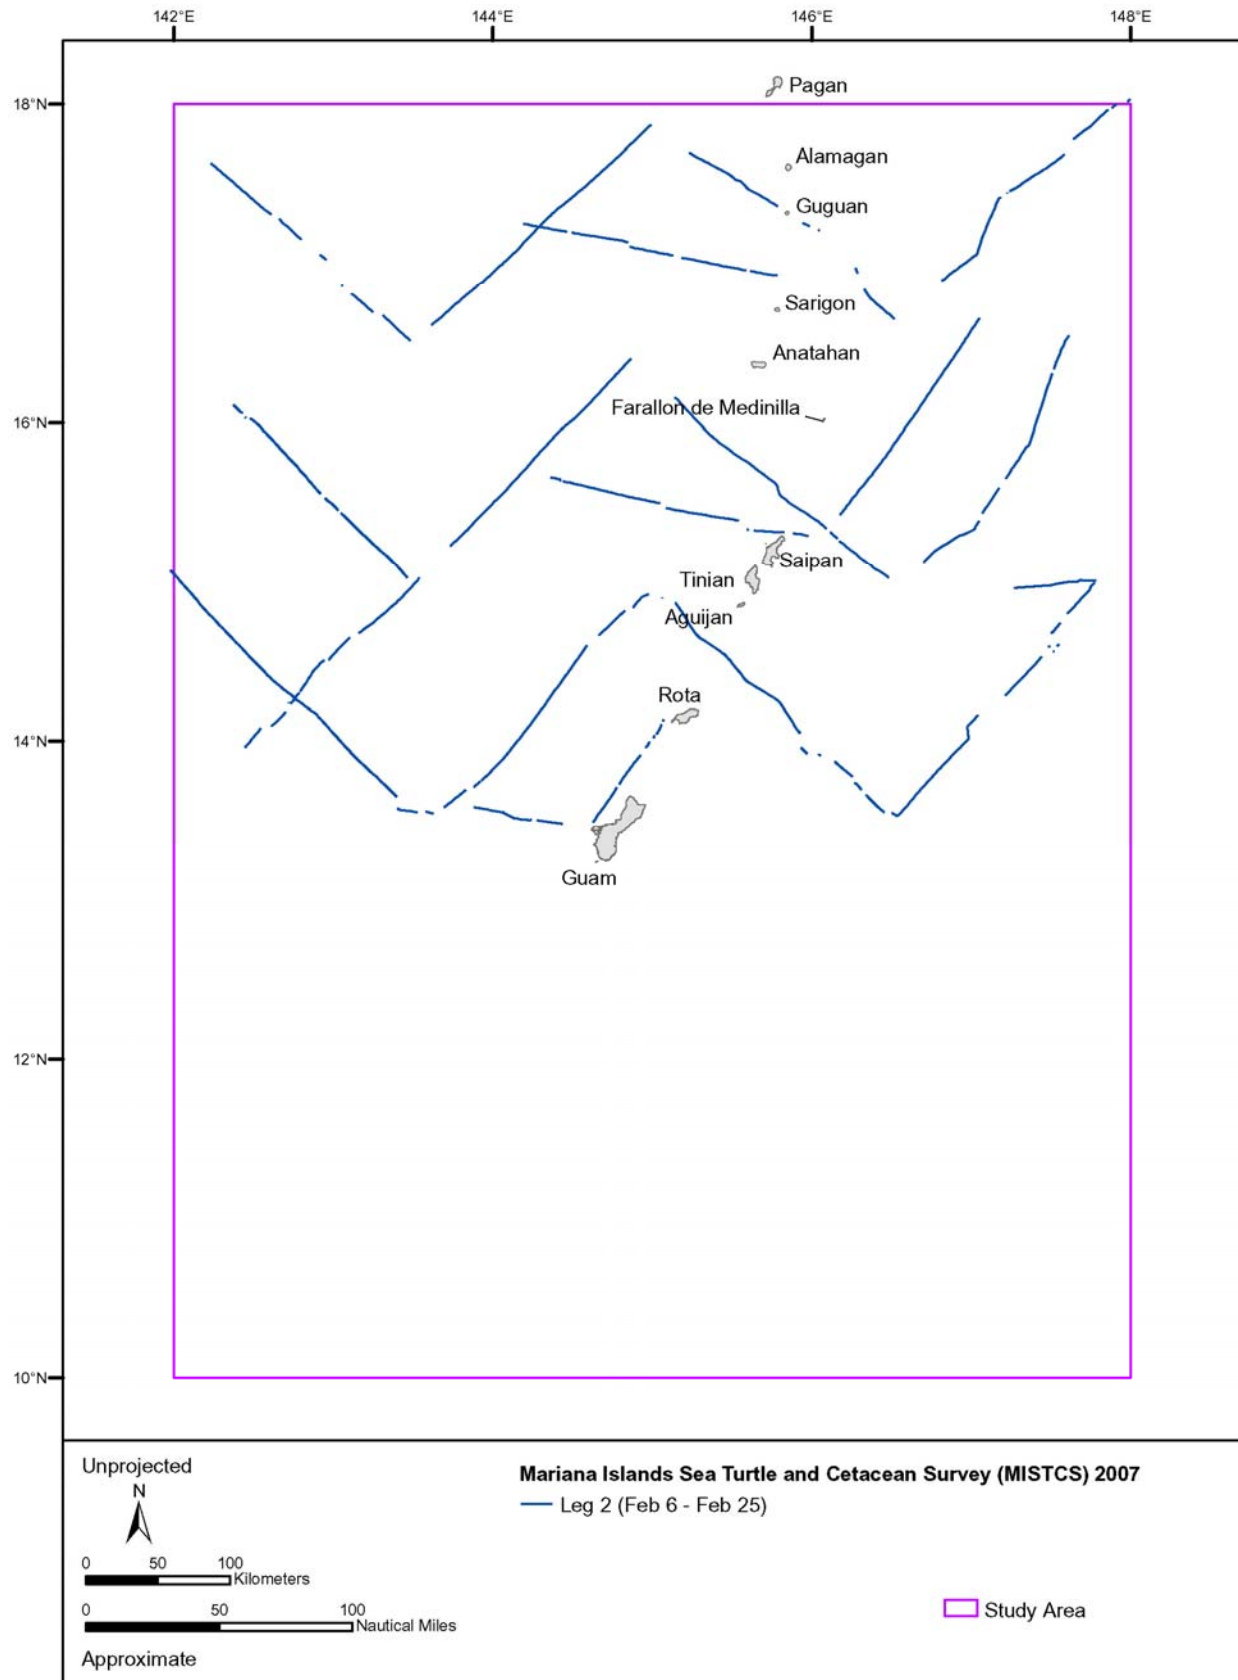 142°E 144°E 146°E 148°E
Pagan
18°N
Alamagan
Guguan
Sarigon
Anatahan
Farallon de Medinilla
16°N
Saipan
Tinian
Aguijan
Rota
14°N
Guam
12°N
10°N
Unprojected
N
0 50 100
Kilometers
0 50 100
Nautical Miles
Approximate
Mariana Islands Sea Turtle and Cetacean Survey (MISTCS) 2007
Leg 2 (Feb 6 - Feb 25)
Study Area